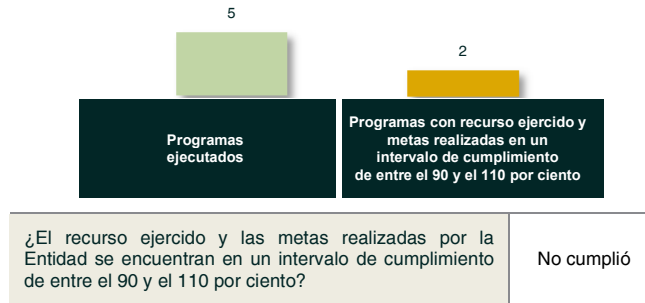 5
2
Programas
ejecutados
Programas con recurso ejercido y
metas realizadas en un
intervalo de cumplimiento
de entre el 90 y el 110 por ciento
¿El recurso ejercido y las metas realizadas por la
Entidad se encuentran en un intervalo de cumplimiento
de entre el 90 y el 110 por ciento?
No cumplió